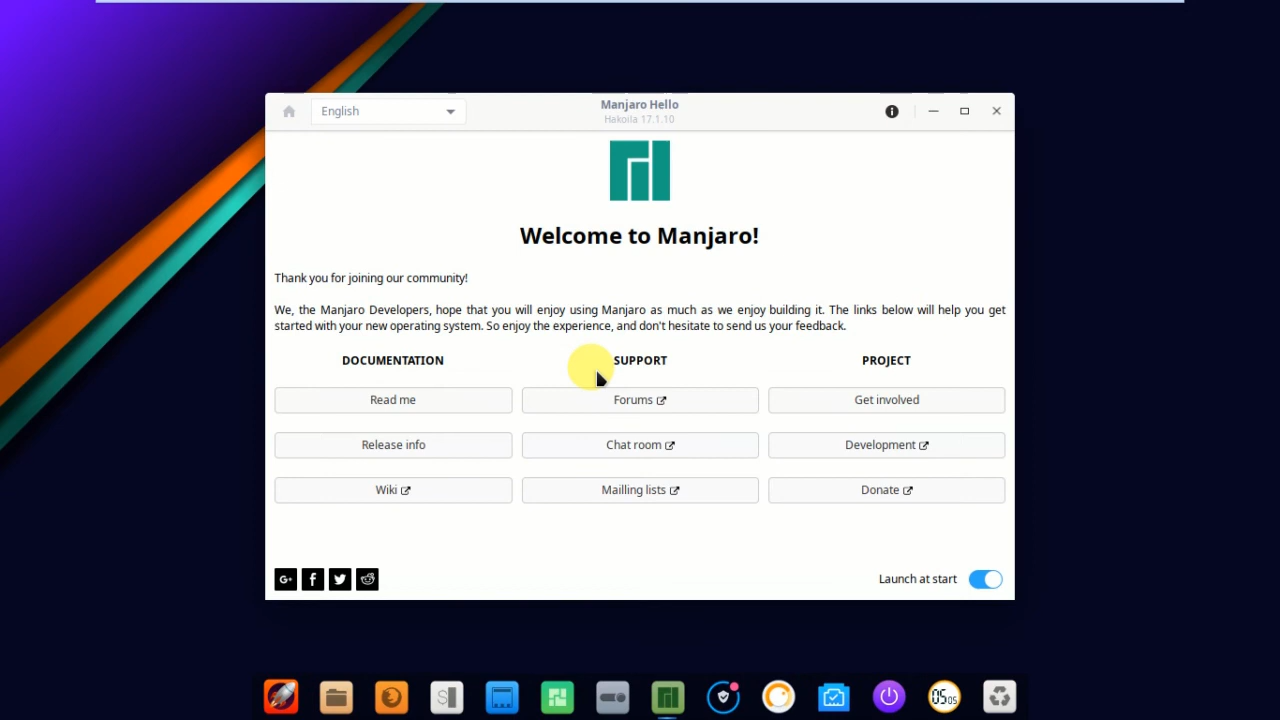 English
Manjaro Hello
Hakoila 17.1.10
Welcome to Manjaro!
Thank you for joining our community!
We, the Manjaro Developers, hope that you will enjoy using Manjaro as much as we enjoy building it. The links below will help you get
started with your new operating system. So enjoy the experience, and don't hesitate to send us your feedback.
DOCUMENTATION SUPPORT PROJECT
Read me Forums Get involved
Release info Chat room Development
Wiki Mailling lists Donate
G+ f Launch at start
S 05 05